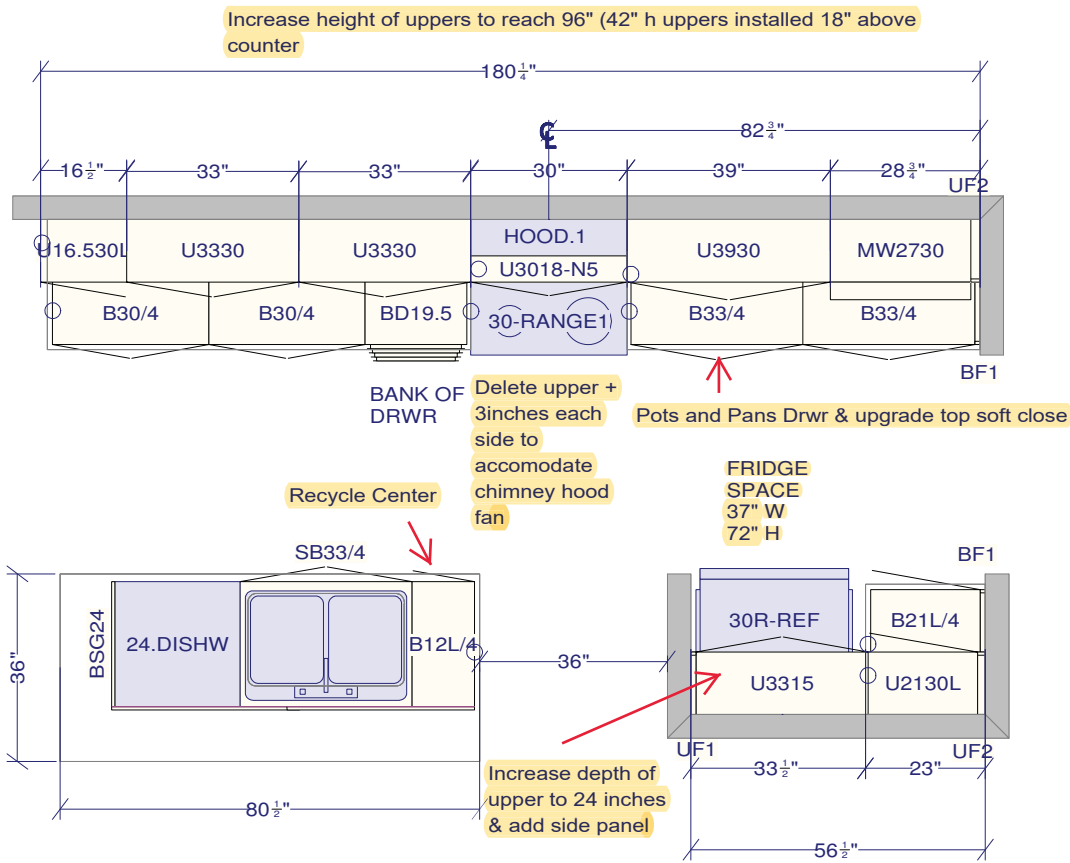 Increase height of uppers to reach 96" (42" h uppers installed 18" above
counter
180 1/4"
℄
82 3/4"
16 1/2"
33"
33"
30"
39"
28 3/4"
UF2
U16.530L
U3330
U3330
HOOD.1
U3018-N5
U3930
MW2730
B30/4
B30/4
BD19.5
30-RANGE1
B33/4
B33/4
BF1
BANK OF
DRWR
Delete upper +
3inches each
side to
accomodate
chimney hood
fan
Pots and Pans Drwr & upgrade top soft close
Recycle Center
FRIDGE
SPACE
37" W
72" H
SB33/4
BF1
36"
BSG24
24.DISHW
B12L/4
36"
30R-REF
B21L/4
U3315
U2130L
UF1
UF2
33 1/2"
23"
Increase depth of
upper to 24 inches
& add side panel
80 1/2"
56 1/2"